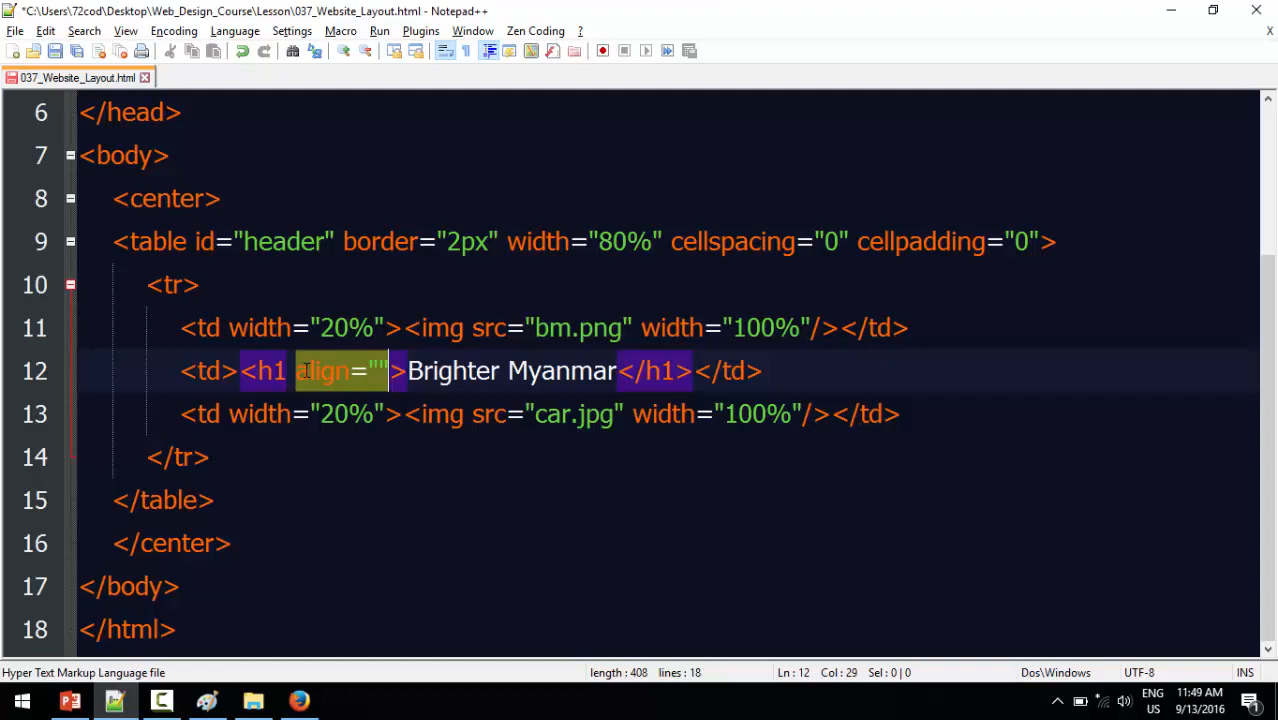 *C:\Users\72cod\Desktop\Web_Design_Course\Lesson\037_Website_Layout.html - Notepad++
File Edit Search View Encoding Language Settings Macro Run Plugins Window Zen Coding ? X
037_Website_Layout.html
6 </head>
7 <body>
8 <center>
9 <table id="header" border="2px" width="80%" cellspacing="0" cellpadding="0">
10 <tr>
11 <td width="20%"><img src="bm.png" width="100%"/></td>
12 <td><h1 align="">Brighter Myanmar</h1></td>
13 <td width="20%"><img src="car.jpg" width="100%"/></td>
14 </tr>
15 </table>
16 </center>
17 </body>
18 </html>
Hyper Text Markup Language file length : 408 lines : 18 Ln : 12 Col : 29 Sel : 0 | 0 Dos\Windows UTF-8 INS
ENG 11:49 AM
US 9/13/2016